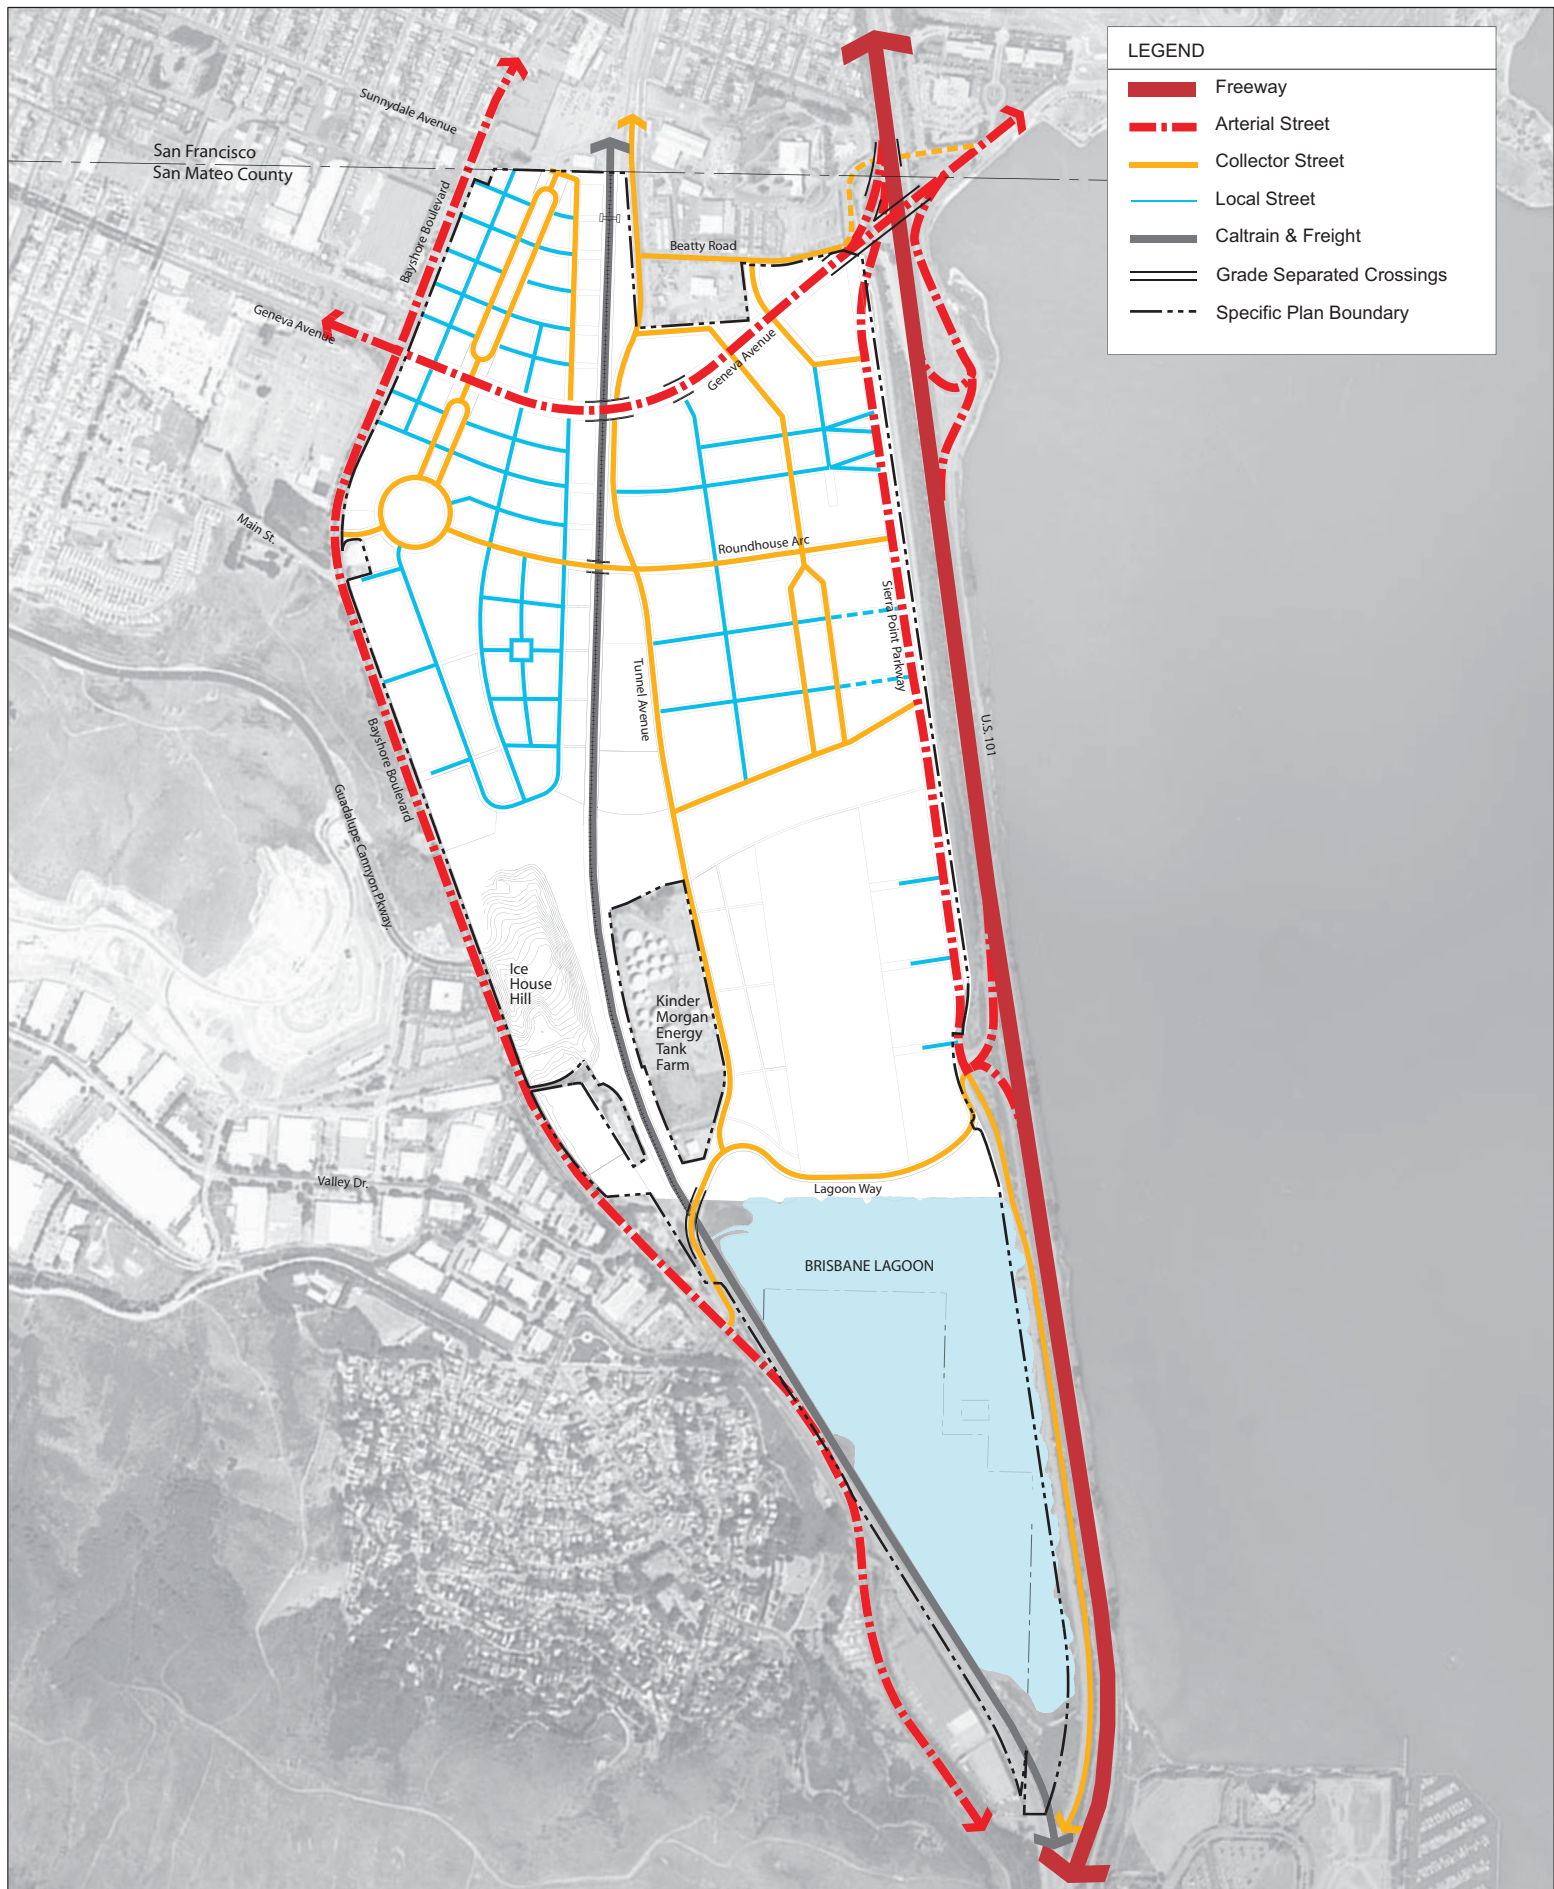 LEGEND
Freeway
Arterial Street
Collector Street
Local Street
Caltrain & Freight
Grade Separated Crossings
Specific Plan Boundary
Sunnydale Avenue
San Francisco
San Mateo County
Bayshore Boulevard
Beatty Road
Geneva Avenue
Geneva Avenue
Main St.
Roundhouse Arc
Sierra Point Parkway
Tunnel Avenue
U.S. 101
Bayshore Boulevard
Guadalupe Cannyon Pkway.
Ice
House
Hill
Kinder
Morgan
Energy
Tank
Farm
Valley Dr.
Lagoon Way
BRISBANE LAGOON